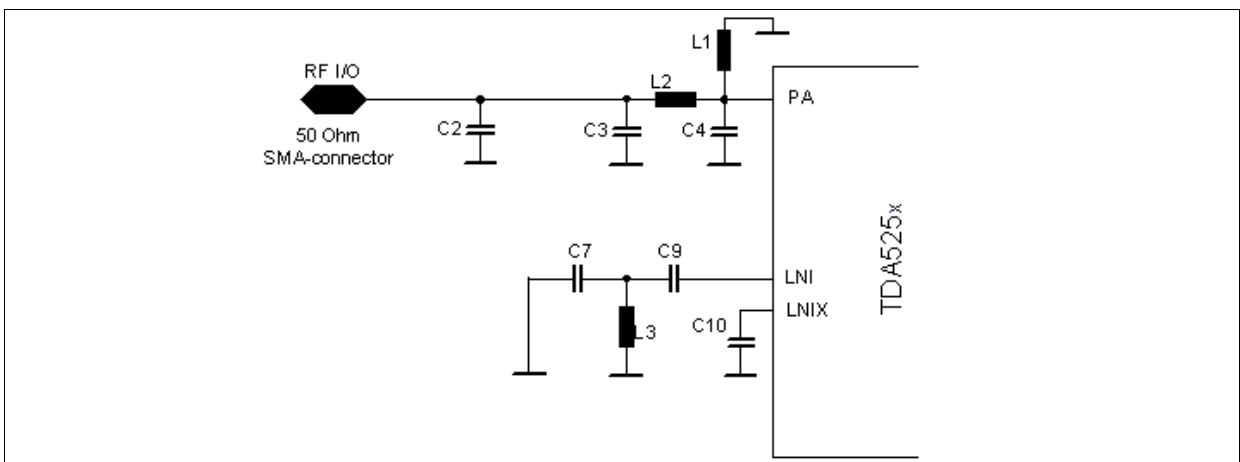 L1
RF I/O
L2
PA
C2
C3
C4
50 Ohm
SMA-connector
TDA525x
C7
C9
LNI
LNIX
C10
L3